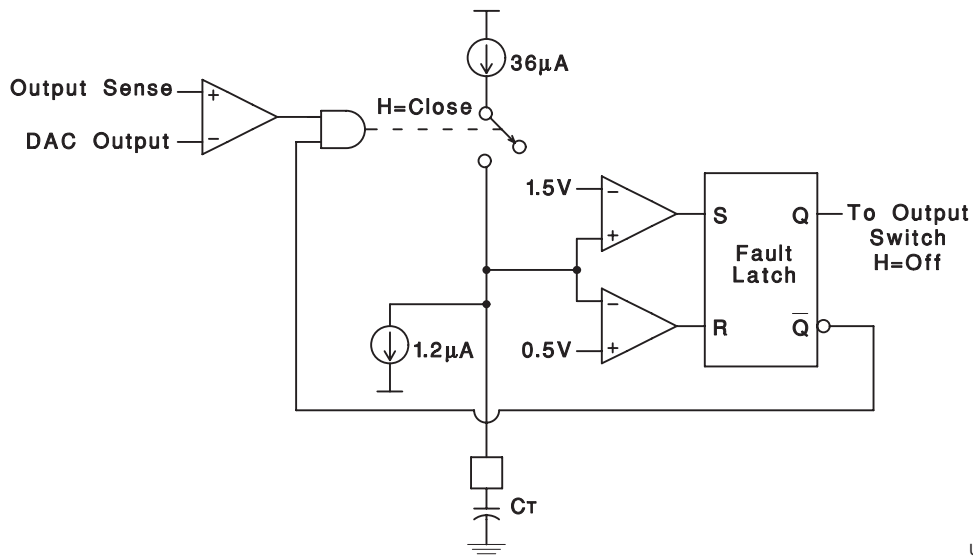 36µA
Output Sense
+
H=Close
DAC Output
−
1.5V
−
S
Q
To Output
Switch
H=Off
+
Fault
Latch
−
R
Q̅
1.2µA
0.5V
+
CT
U